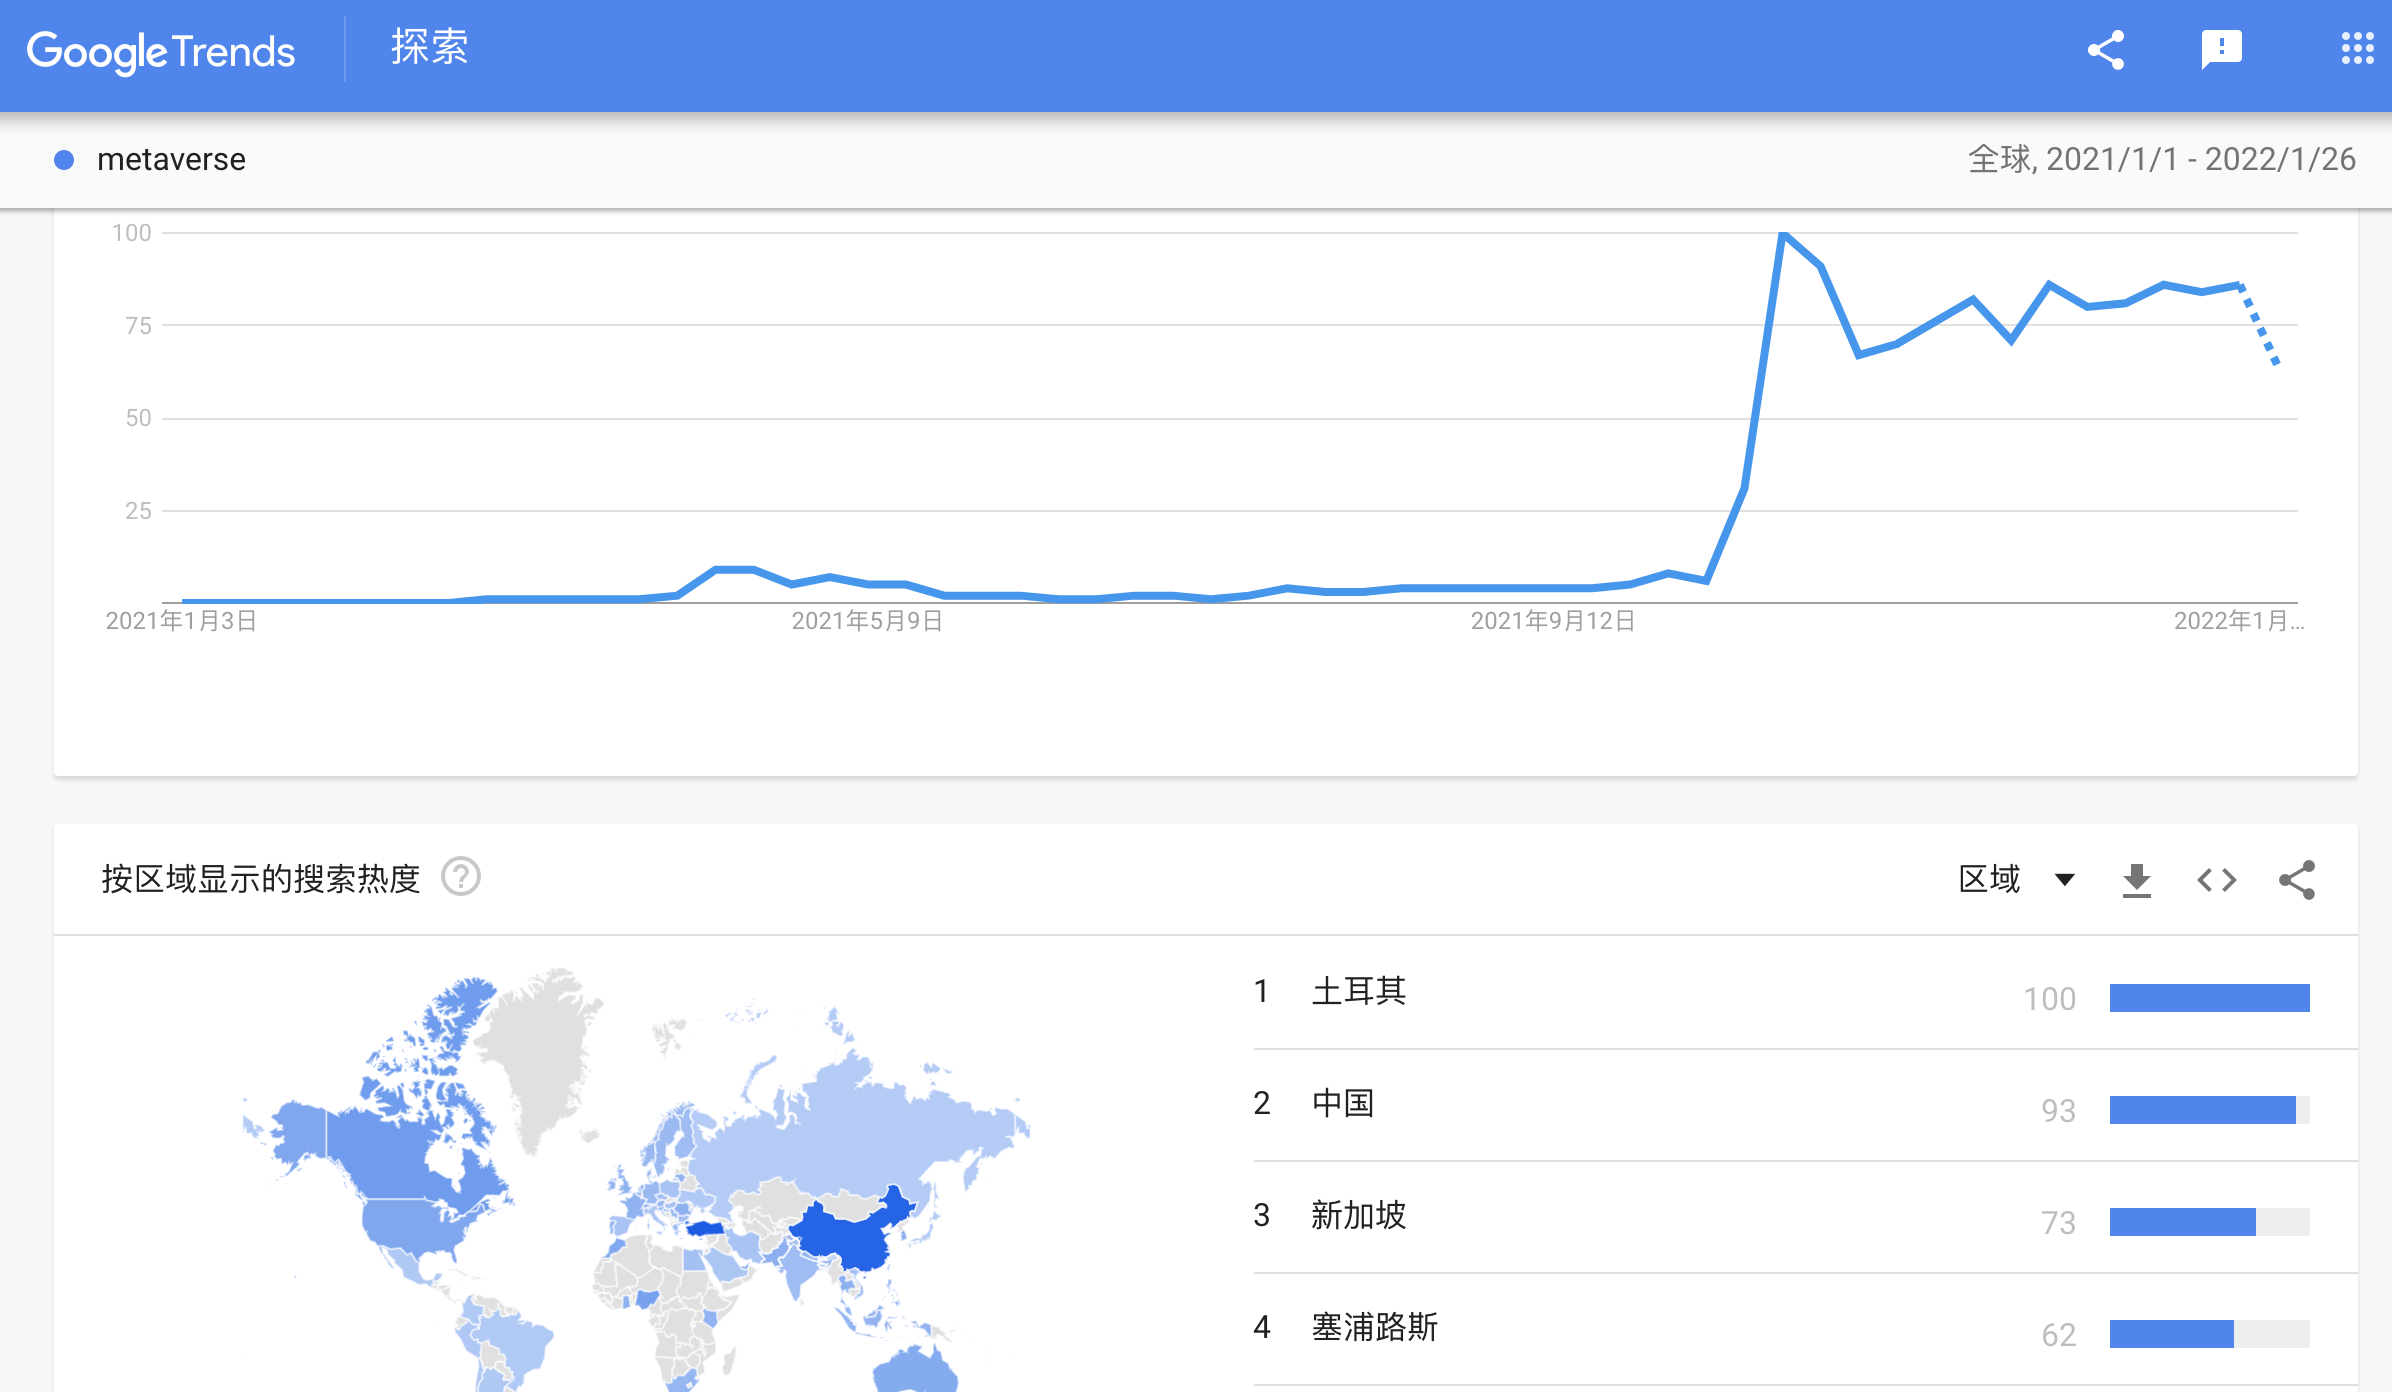 Google Trends 探索
metaverse
全球, 2021/1/1 - 2022/1/26
100
75
50
25
2021年1月3日
2021年5月9日
2021年9月12日
2022年1月...
按区域显示的搜索热度 ?
区域
1 土耳其 100
2 中国 93
3 新加坡 73
4 塞浦路斯 62